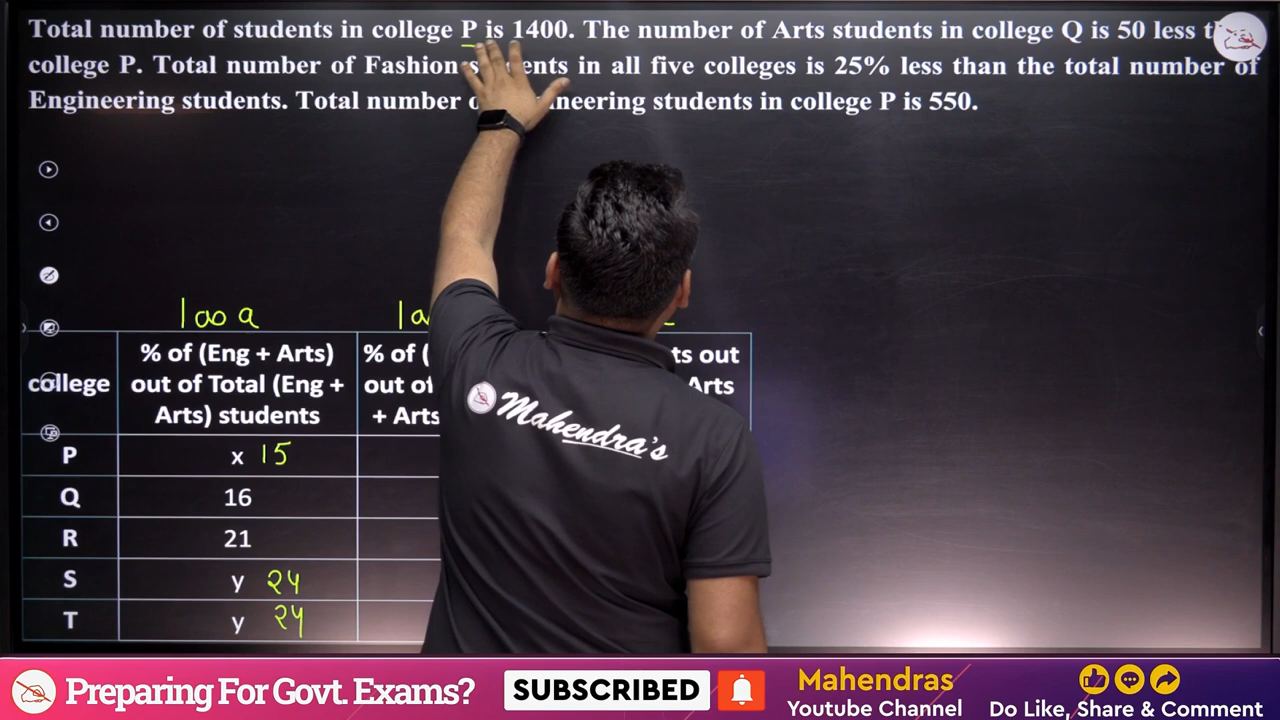 Total number of students in college P is 1400. The number of Arts students in college Q is 50 less
college P. Total number of Fashion in all five colleges is 25% less than the total number of
Engineering students. Total number students in college P is 550.
100 a
% of (Eng + Arts) % of ( ts out
college out of Total (Eng + out of Arts
Arts) students + Arts
P x 15
Q 16
R 21
S y 24
T y 24
Mahendra's
Preparing For Govt. Exams? SUBSCRIBED Mahendras
Youtube Channel Do Like, Share & Comment